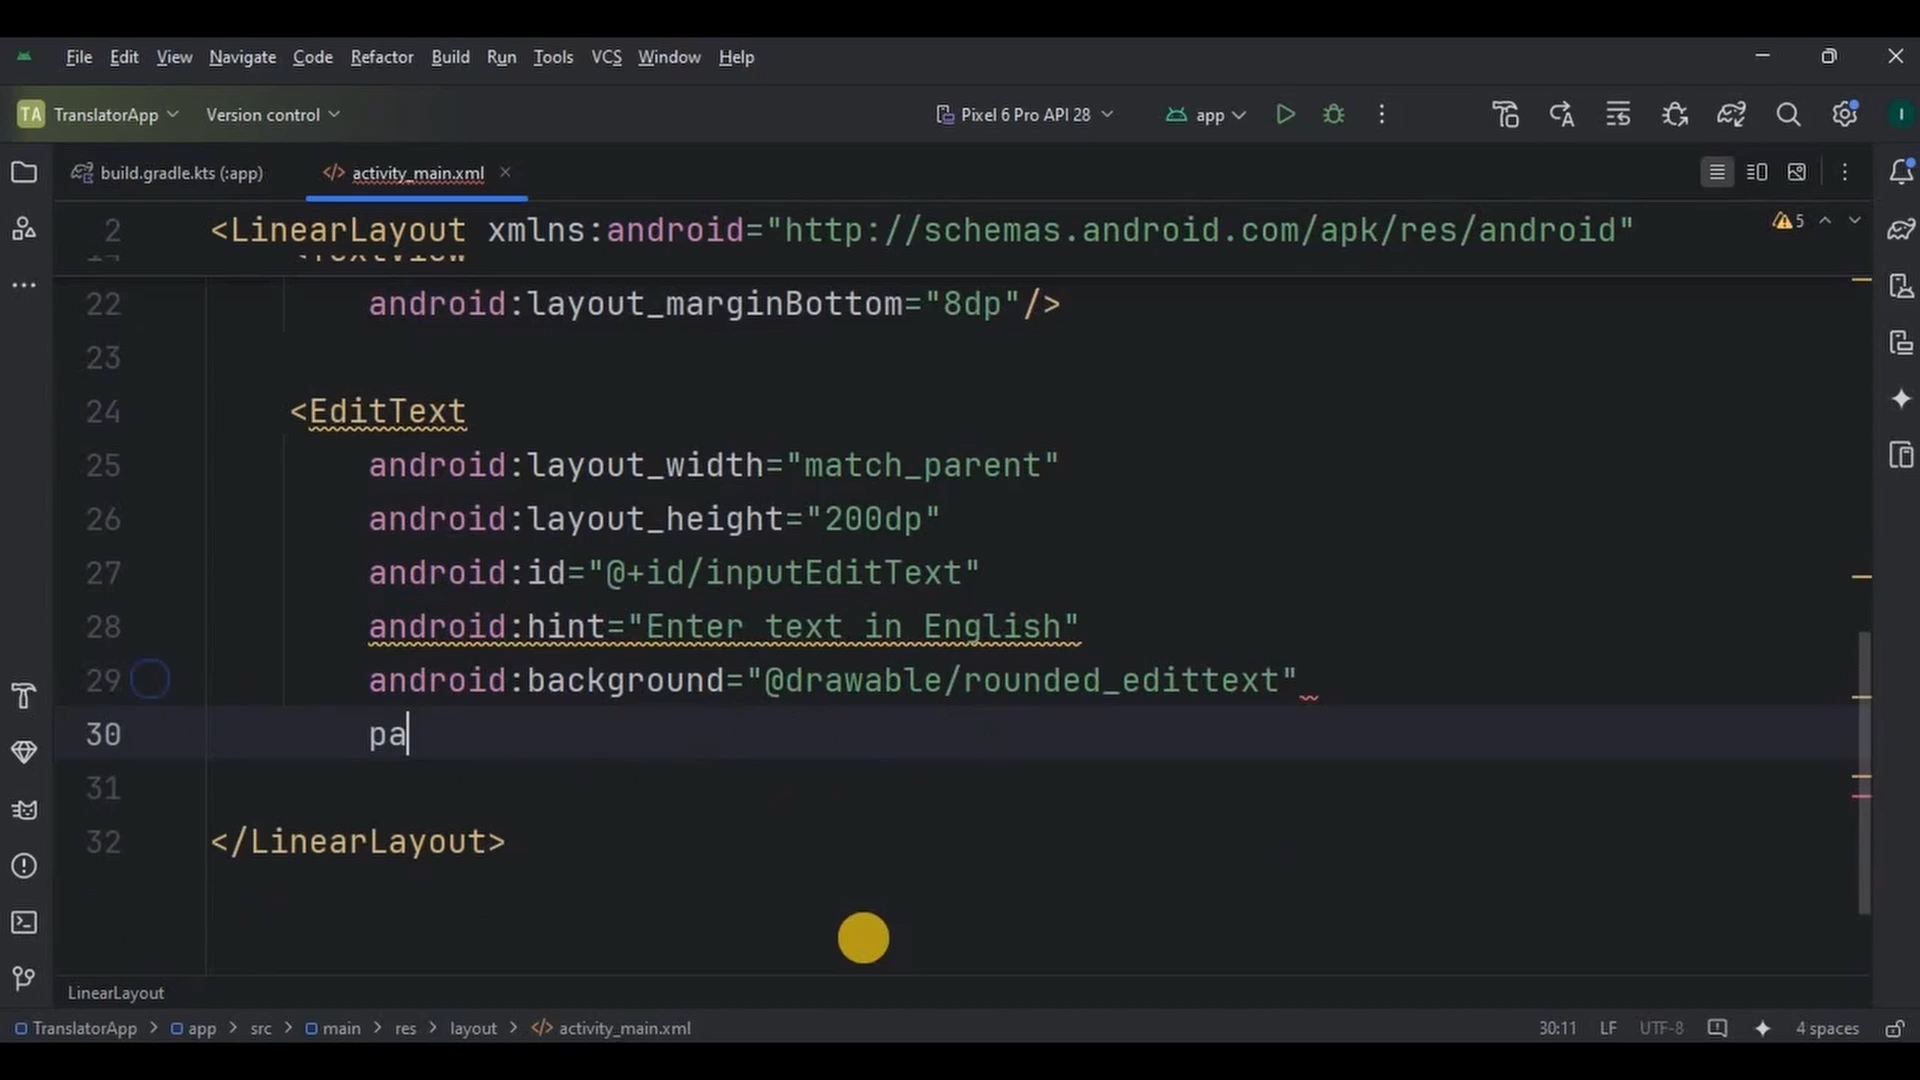 File Edit View Navigate Code Refactor Build Run Tools VCS Window Help
TA TranslatorApp Version control Pixel 6 Pro API 28 app I
build.gradle.kts (:app) activity_main.xml
2 <LinearLayout xmlns:android="http://schemas.android.com/apk/res/android" 5
14 <TextView
22 android:layout_marginBottom="8dp"/>
23
24 <EditText
25 android:layout_width="match_parent"
26 android:layout_height="200dp"
27 android:id="@+id/inputEditText"
28 android:hint="Enter text in English"
29 android:background="@drawable/rounded_edittext"
30 pa
31
32 </LinearLayout>
LinearLayout
TranslatorApp > app > src > main > res > layout > activity_main.xml 30:11 LF UTF-8 4 spaces